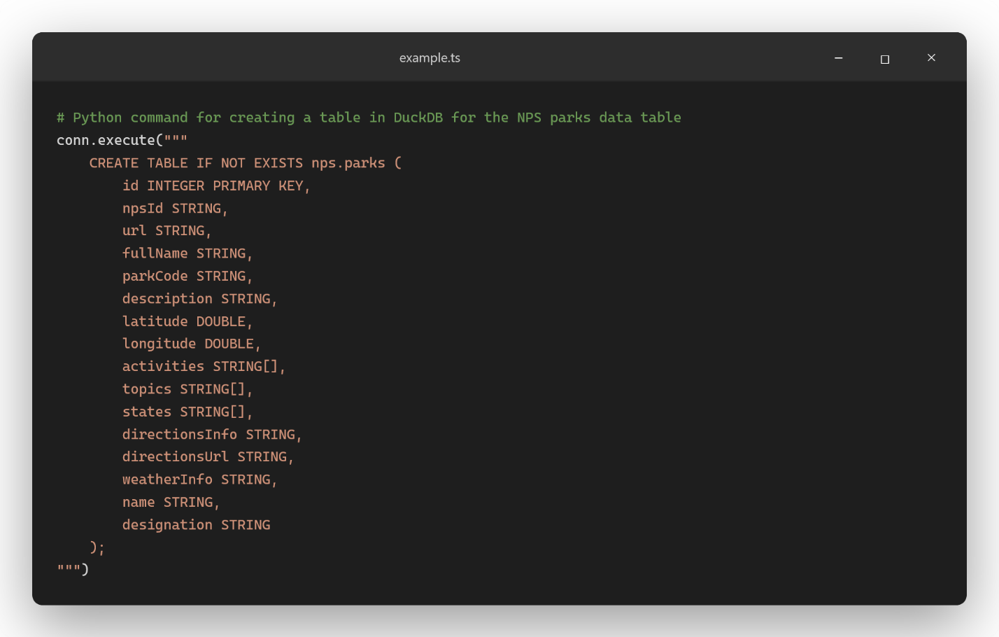 example.ts
# Python command for creating a table in DuckDB for the NPS parks data table
conn.execute("""
    CREATE TABLE IF NOT EXISTS nps.parks (
        id INTEGER PRIMARY KEY,
        npsId STRING,
        url STRING,
        fullName STRING,
        parkCode STRING,
        description STRING,
        latitude DOUBLE,
        longitude DOUBLE,
        activities STRING[],
        topics STRING[],
        states STRING[],
        directionsInfo STRING,
        directionsUrl STRING,
        weatherInfo STRING,
        name STRING,
        designation STRING
    );
""")